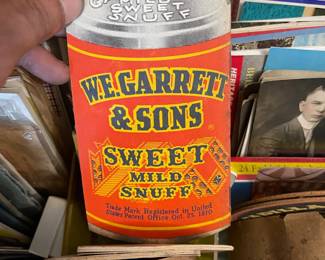 SWEET
SNUFF
W.E. GARRETT
& SONS
SWEET
MILD
SNUFF
Trade Mark Registered in United
States Patent Office Oct. 25, 1870